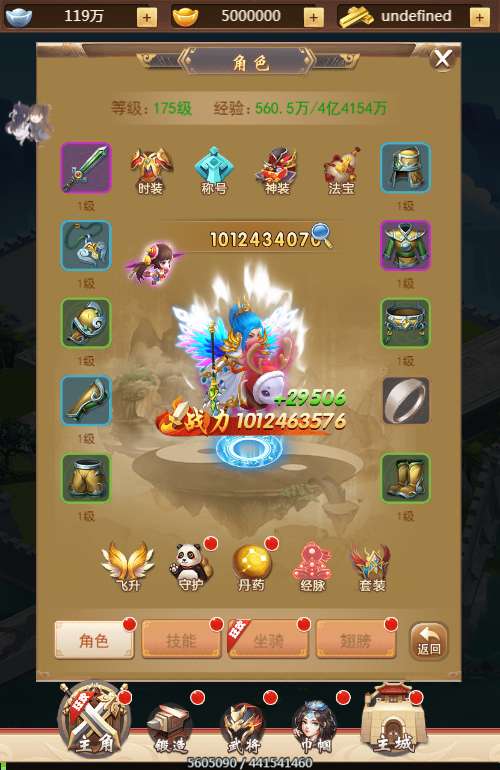 119万 + 5000000 + undefined +
角色
等级:175级 经验:560.5万/4亿4154万
时装 称号 神装 法宝
1级 1级
1012434070
1级 1级
1级 1级
+29506
战力 1012463576
1级
1级 1级
飞升 守护 丹药 经脉 套装
角色 技能 坐骑 翅膀 返回
主角 锻造 武将 巾帼 主城
5605090 / 441541460